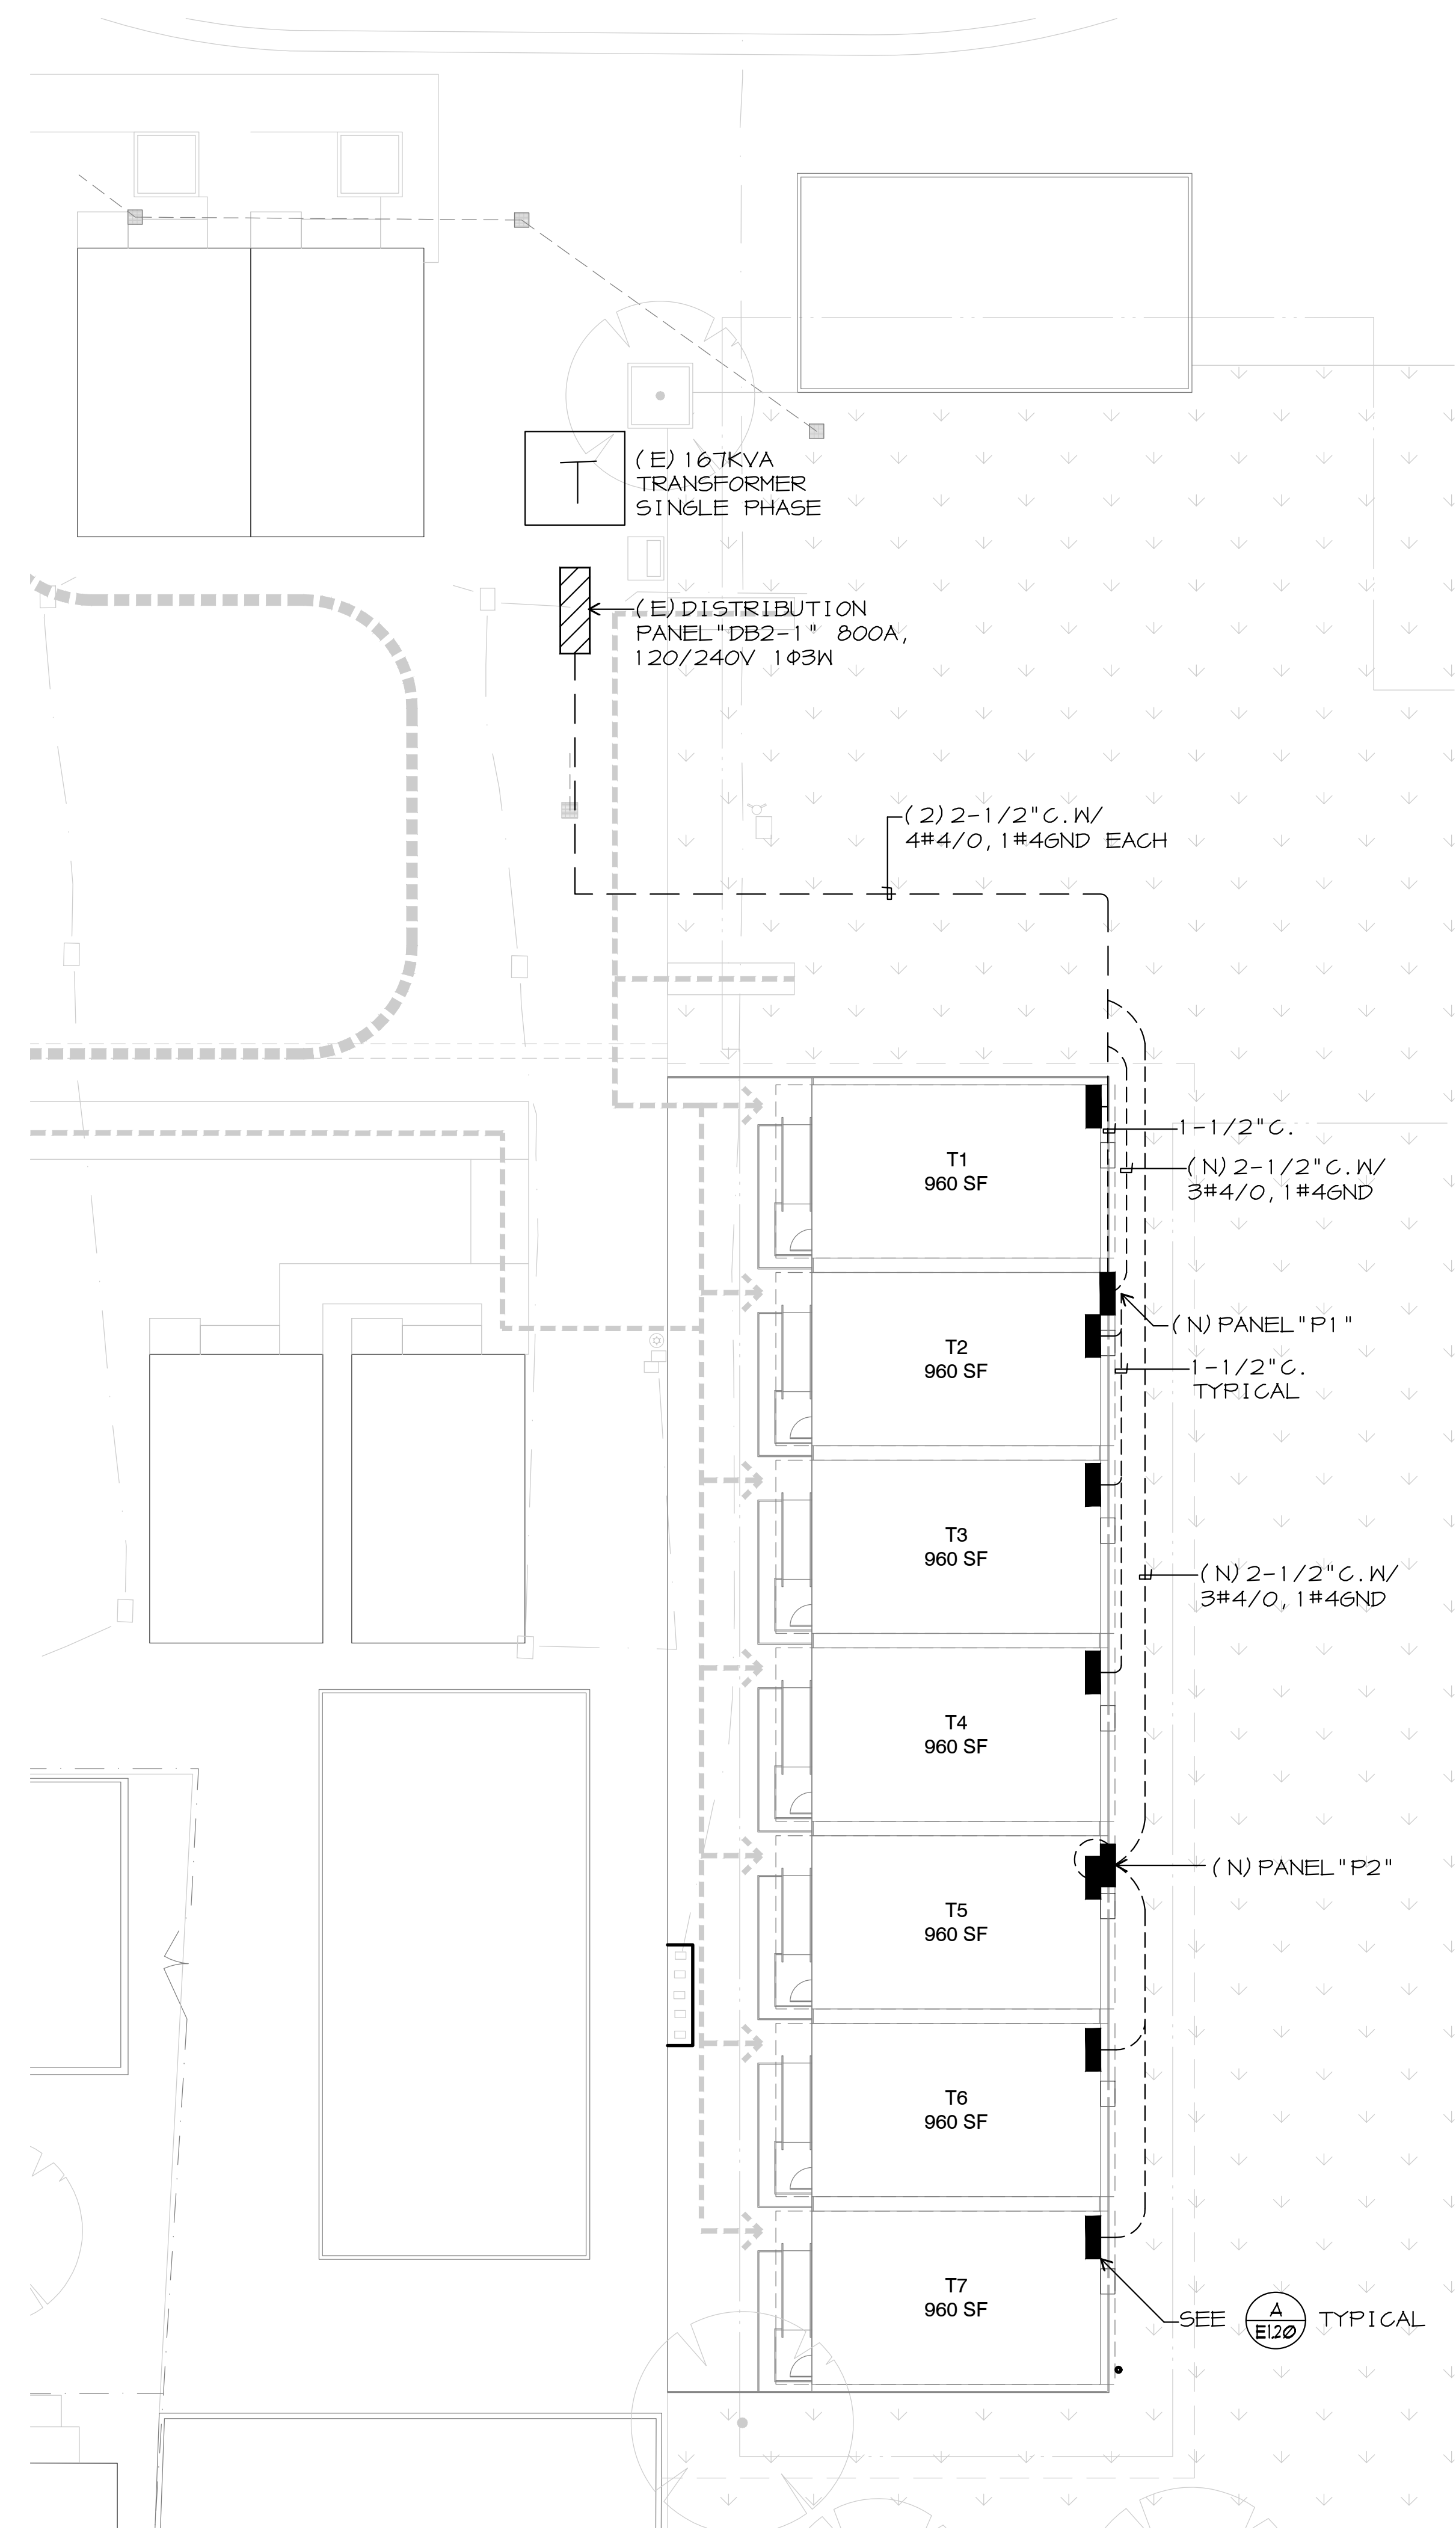 T
(E) 167KVA
TRANSFORMER
SINGLE PHASE
(E) DISTRIBUTION
PANEL "DB2-1" 800A,
120/240V 1Φ3W
(2) 2-1/2"C. W/
4#4/0, 1#4GND EACH
T1
960 SF
1-1/2"C.
(N) 2-1/2"C. W/
3#4/0, 1#4GND
T2
960 SF
(N) PANEL "P1"
1-1/2"C.
TYPICAL
T3
960 SF
(N) 2-1/2"C. W/
3#4/0, 1#4GND
T4
960 SF
T5
960 SF
(N) PANEL "P2"
T6
960 SF
T7
960 SF
SEE A TYPICAL
E1.20